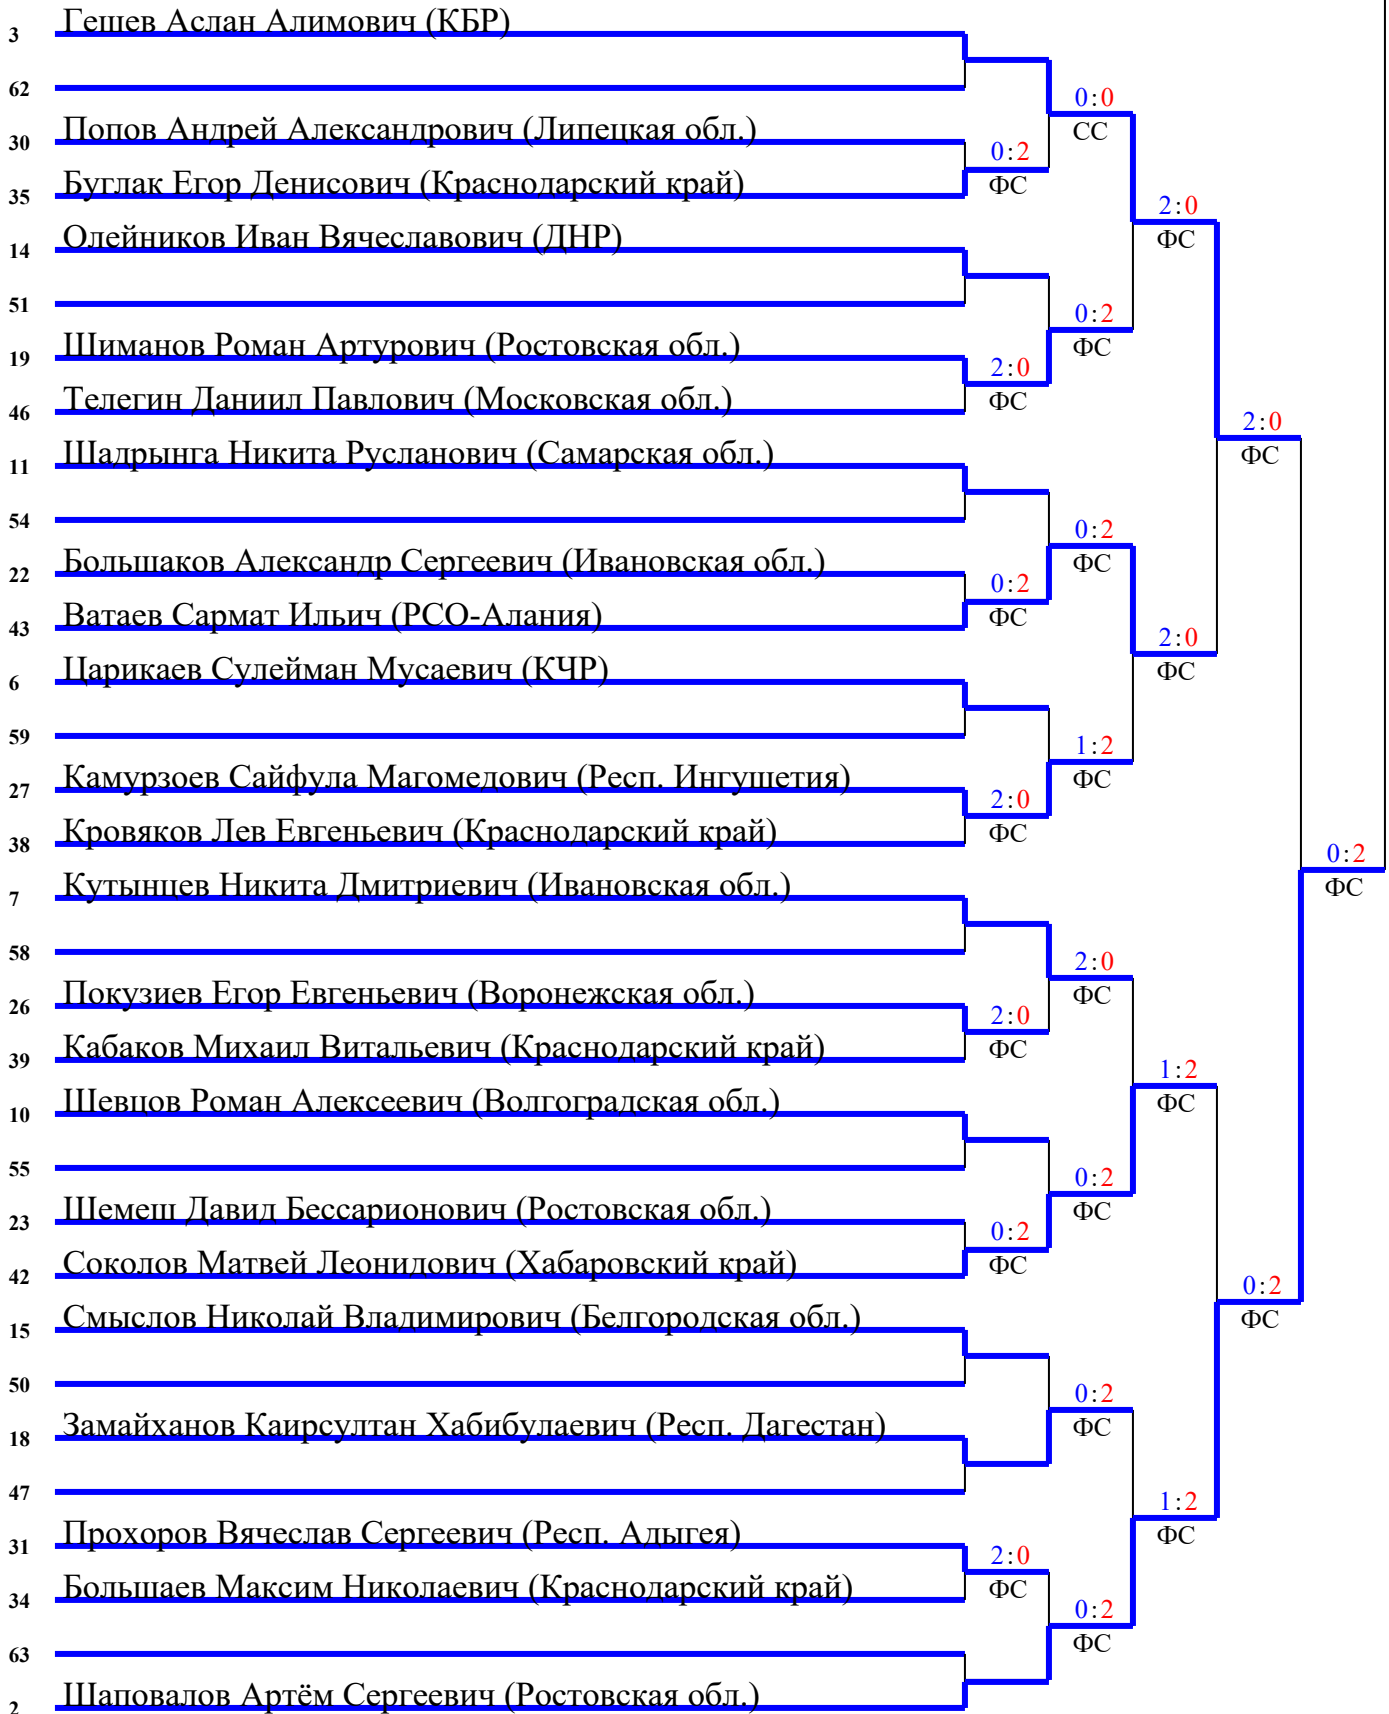 Гешев Аслан Алимович (КБР)
3
62
0:0
Попов Андрей Александрович (Липецкая обл.)
СС
30
0:2
Буглак Егор Денисович (Краснодарский край)
ФС
35
2:0
Олейников Иван Вячеславович (ДНР)
ФС
14
51
0:2
Шиманов Роман Артурович (Ростовская обл.)
ФС
19
2:0
Телегин Даниил Павлович (Московская обл.)
ФС
46
2:0
Шадрынга Никита Русланович (Самарская обл.)
ФС
11
54
0:2
Большаков Александр Сергеевич (Ивановская обл.)
ФС
22
0:2
Ватаев Сармат Ильич (РСО-Алания)
ФС
43
2:0
Царикаев Сулейман Мусаевич (КЧР)
ФС
6
59
1:2
Камурзоев Сайфула Магомедович (Респ. Ингушетия)
ФС
27
2:0
Кровяков Лев Евгеньевич (Краснодарский край)
ФС
38
0:2
Кутынцев Никита Дмитриевич (Ивановская обл.)
ФС
7
58
2:0
Покузиев Егор Евгеньевич (Воронежская обл.)
ФС
26
2:0
Кабаков Михаил Витальевич (Краснодарский край)
ФС
39
1:2
Шевцов Роман Алексеевич (Волгоградская обл.)
ФС
10
55
0:2
Шемеш Давид Бессарионович (Ростовская обл.)
ФС
23
0:2
Соколов Матвей Леонидович (Хабаровский край)
ФС
42
0:2
Смыслов Николай Владимирович (Белгородская обл.)
ФС
15
50
0:2
Замайханов Каирсултан Хабибулаевич (Респ. Дагестан)
ФС
18
47
1:2
Прохоров Вячеслав Сергеевич (Респ. Адыгея)
ФС
31
2:0
Большаев Максим Николаевич (Краснодарский край)
ФС
34
0:2
ФС
63
Шаповалов Артём Сергеевич (Ростовская обл.)
2